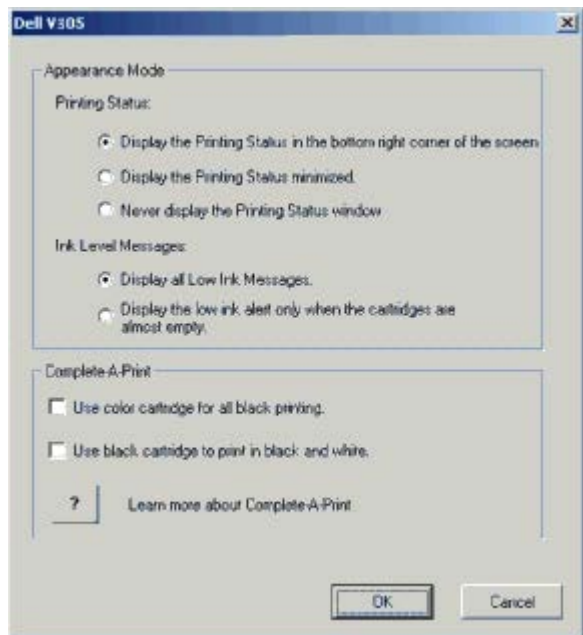 Dell V305
Appearance Mode
Printing Status:
Display the Printing Status in the bottom right corner of the screen
Display the Printing Status minimized.
Never display the Printing Status window
Ink Level Messages:
Display all Low Ink Messages.
Display the low ink alert only when the cartridges are
almost empty.
Complete-A-Print
Use color cartridge for all black printing.
Use black cartridge to print in black and white.
?
Learn more about Complete-A-Print
OK
Cancel